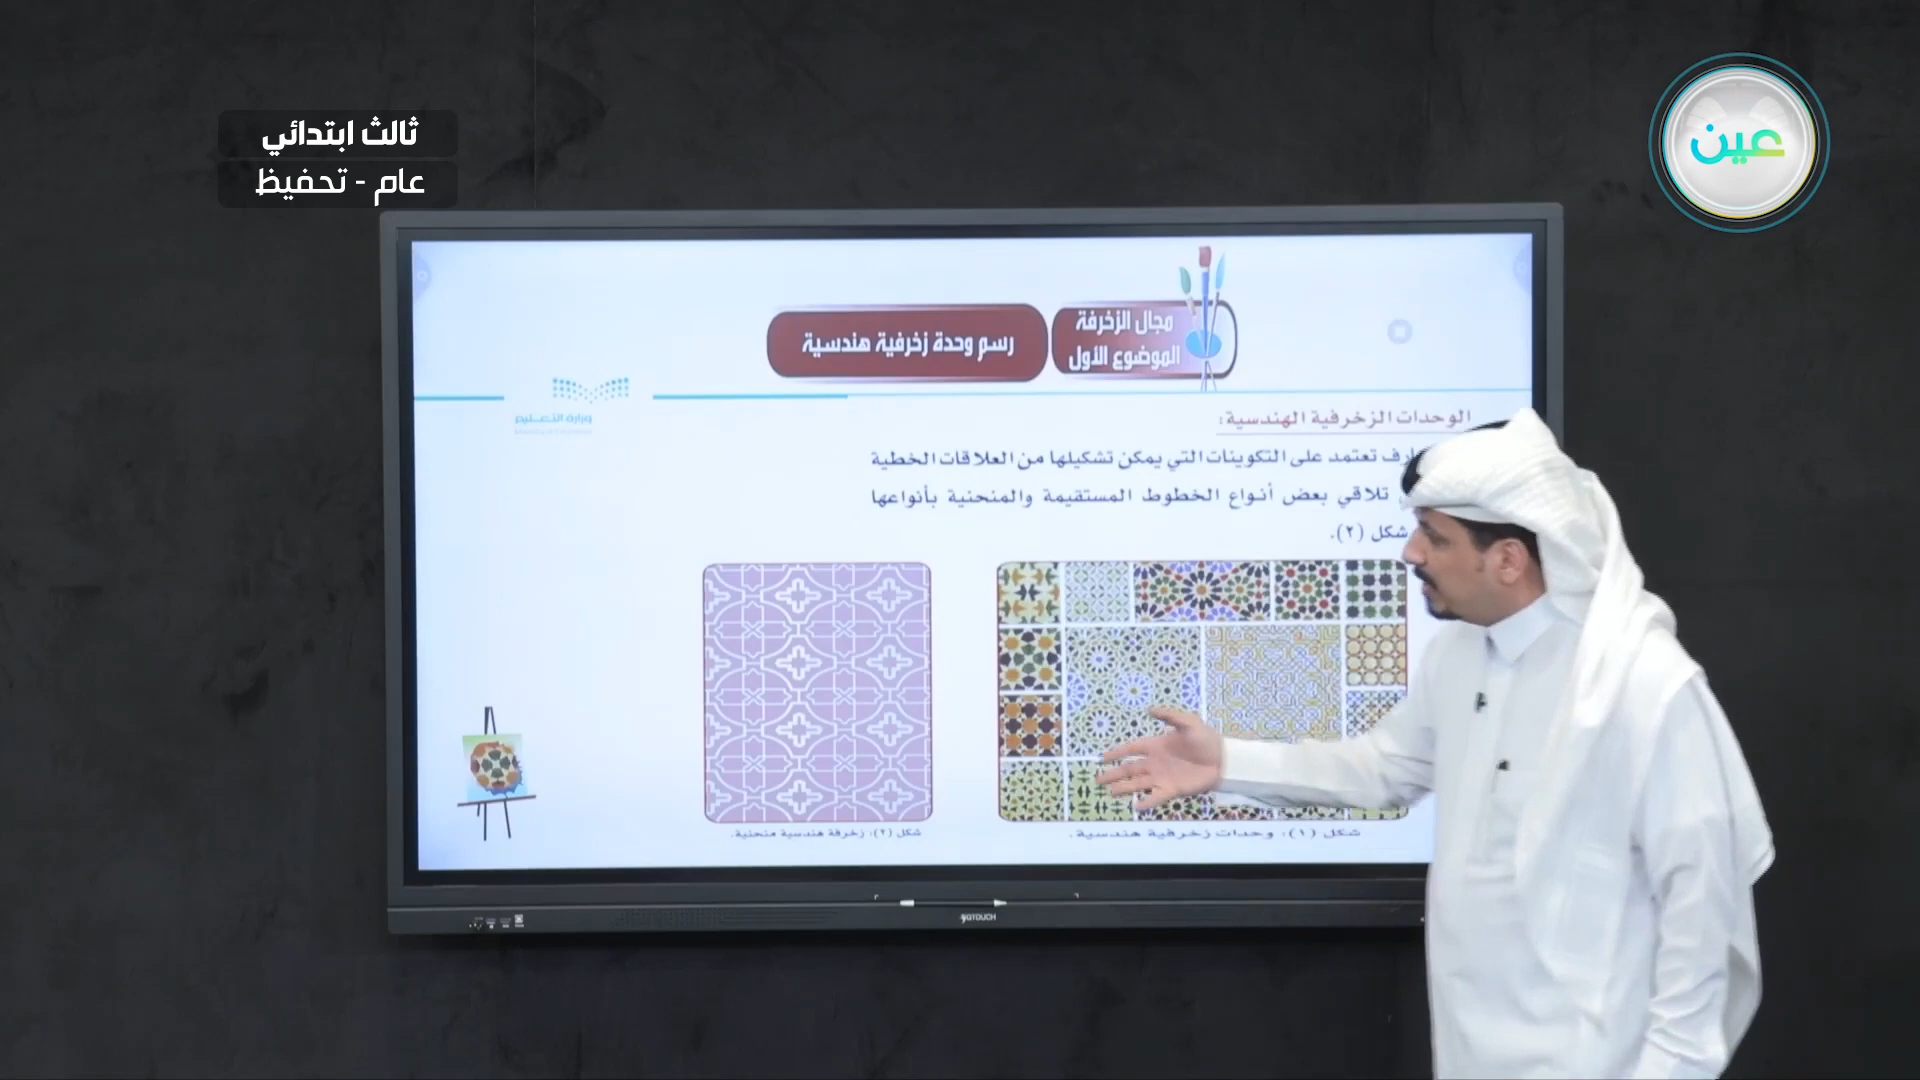 ثالث ابتدائي
عام - تحفيظ
عين
مجال الزخرفة
الموضوع الأول
رسم وحدة زخرفية هندسية
وزارة التعليم
الوحدات الزخرفية الهندسية:
تعتمد على التكوينات التي يمكن تشكيلها من العلاقات الخطية
تلاقي بعض أنواع الخطوط المستقيمة والمنحنية بأنواعها
شكل (٢).
شكل (١): وحدات زخرفية هندسية.
شكل (٢): زخرفة هندسية منحنية.